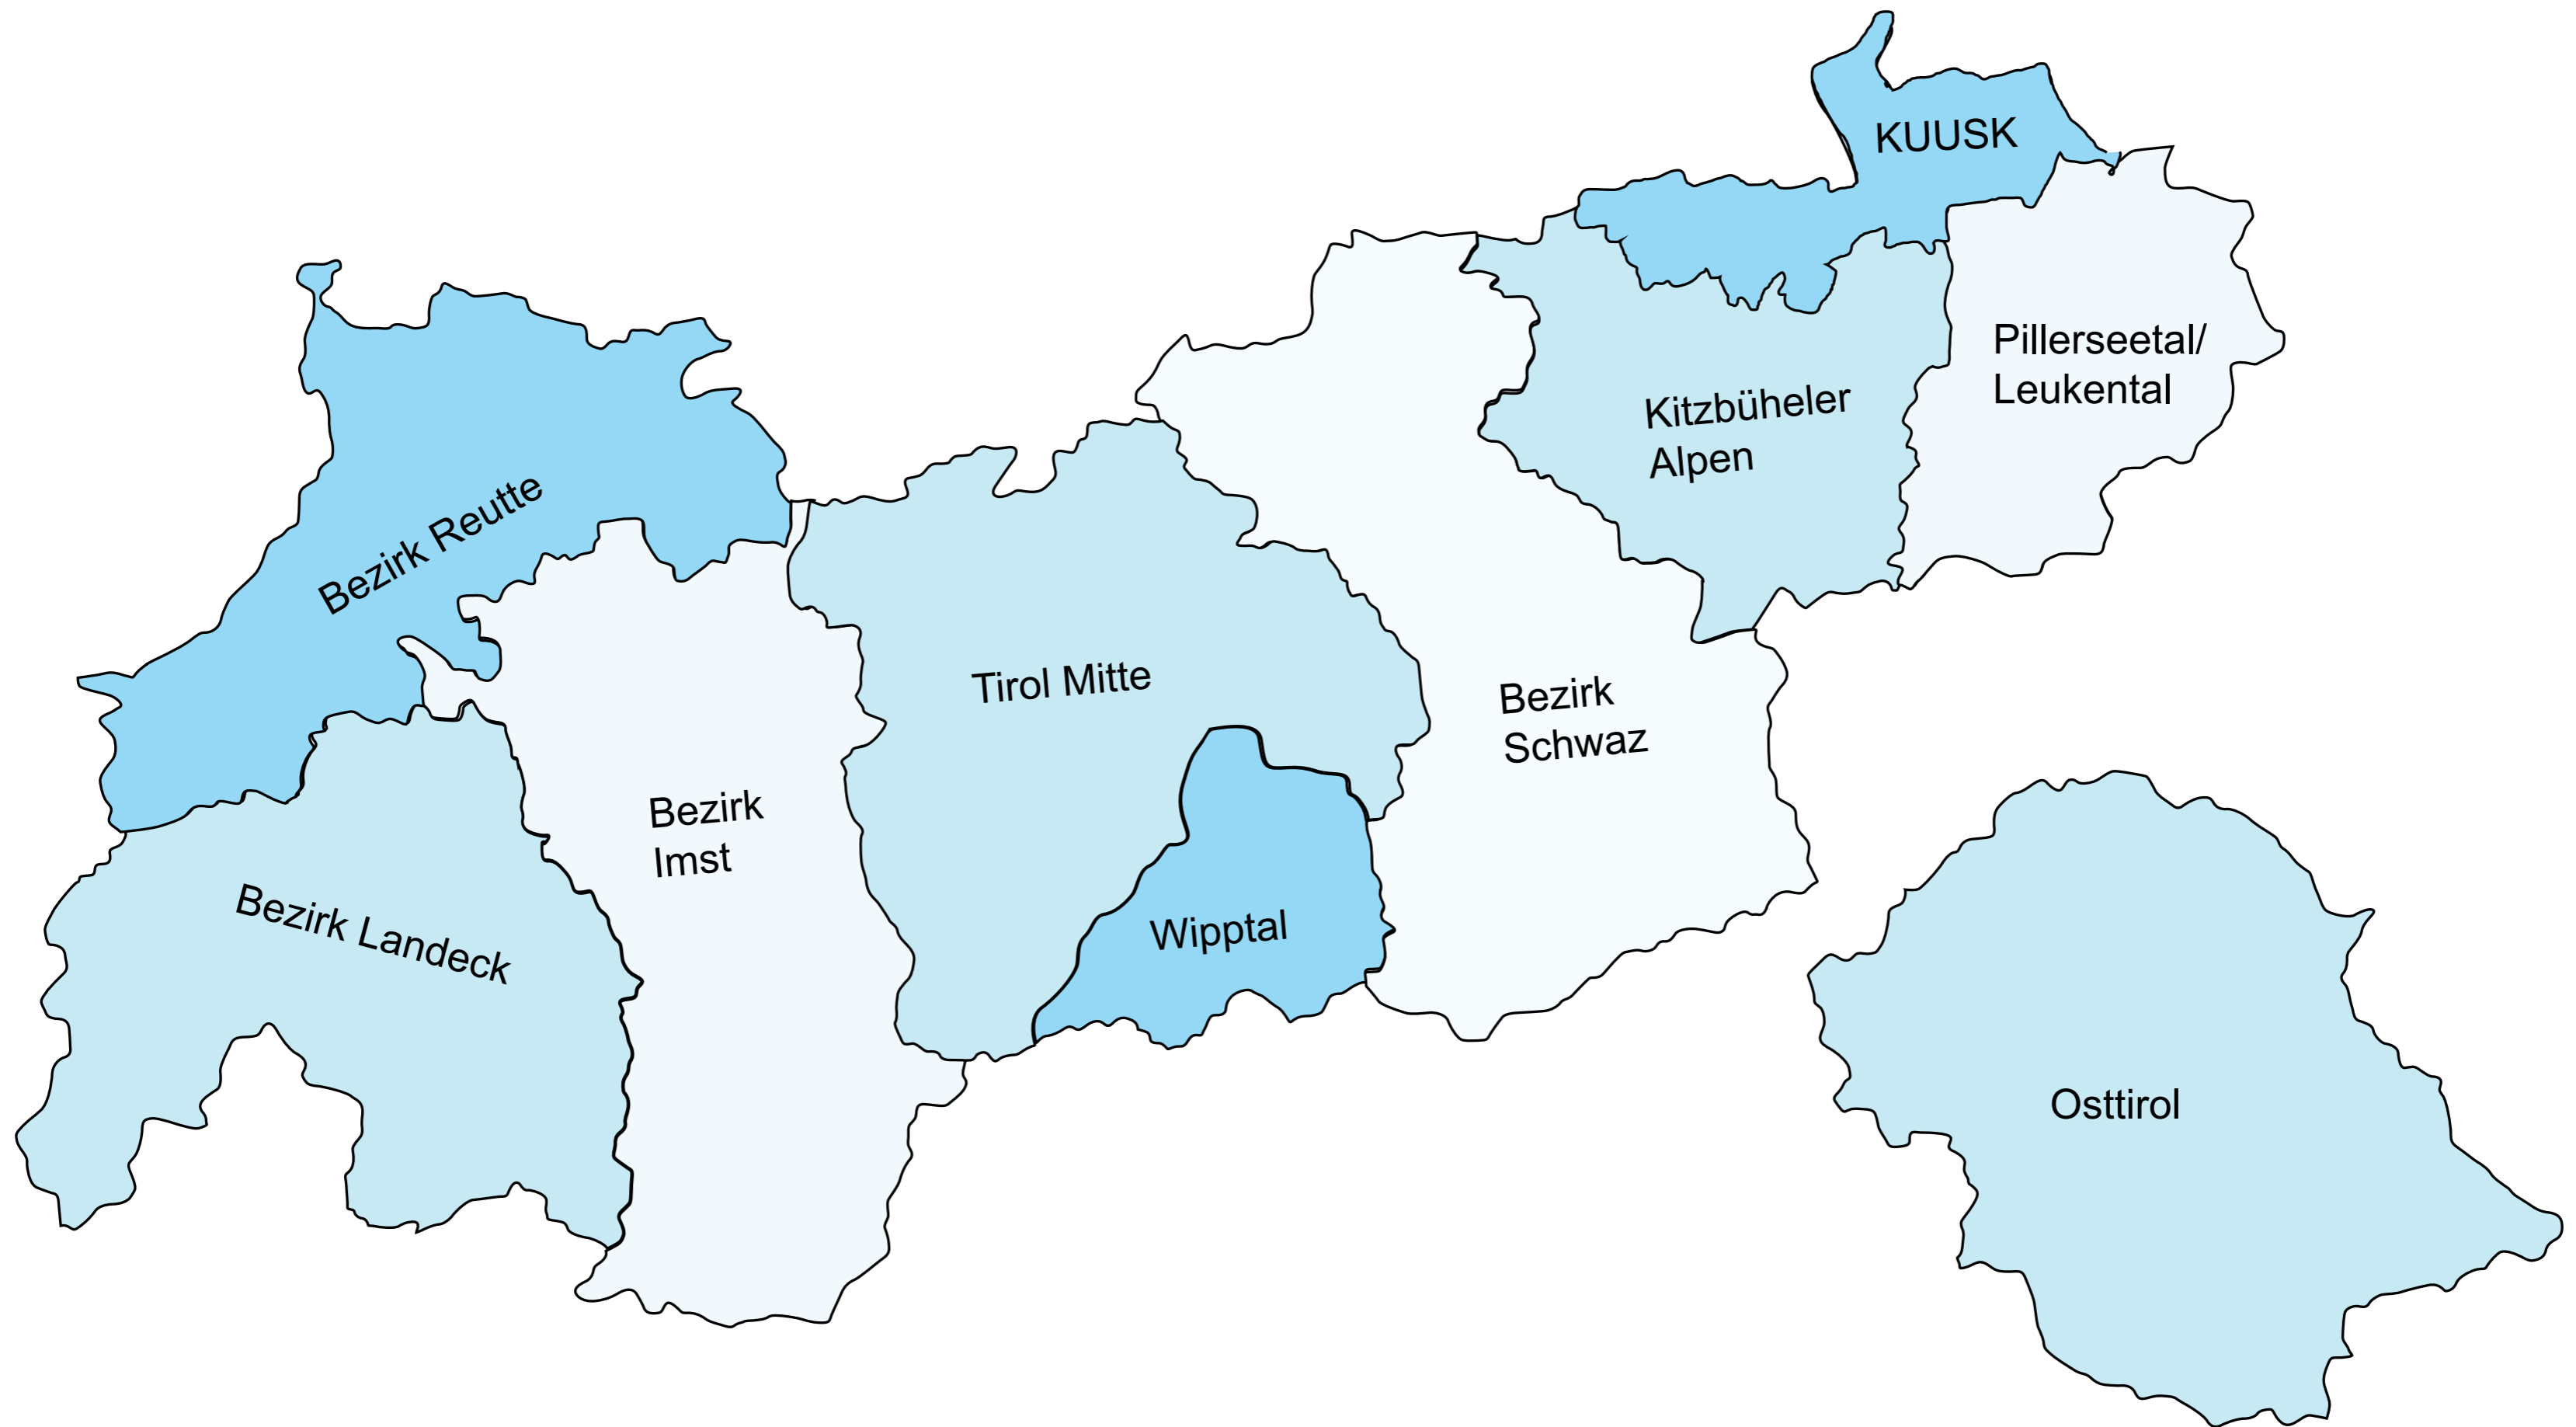 KUUSK
Pillerseetal/
Leukental
Kitzbüheler
Alpen
Bezirk Reutte
Tirol Mitte
Bezirk
Schwaz
Bezirk
Imst
Bezirk Landeck
Wipptal
Osttirol